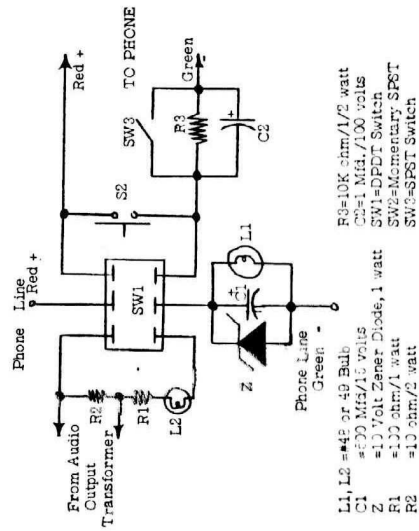 Phone Line
Red +
Red +
From Audio
Output
Transformer
R2
R1
L2
SW1
S2
SW3
R3
C2
+
TO PHONE
Green
-
Z
C1
+
L1
Phone Line
Green -
L1, L2 =#48 or 49 Bulb
C1 =500 Mfd/15 volts
Z =10 Volt Zener Diode, 1 watt
R1 =100 ohm/1 watt
R2 =10 ohm/2 watt
R3=10K ohm/1/2 watt
C2=1 Mfd./100 volts
SW1=DPDT Switch
SW2=Momentary SPST
SW3=SPST Switch